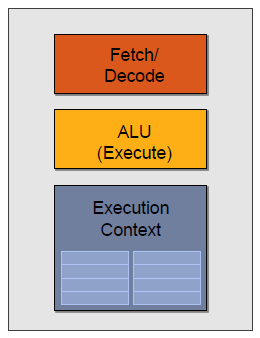 Fetch/
Decode
ALU
(Execute)
Execution
Context